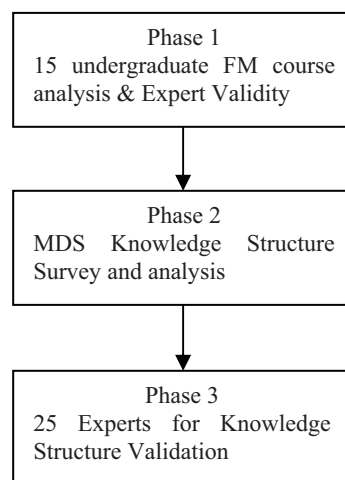 Phase 1
15 undergraduate FM course
analysis & Expert Validity
Phase 2
MDS Knowledge Structure
Survey and analysis
Phase 3
25 Experts for Knowledge
Structure Validation